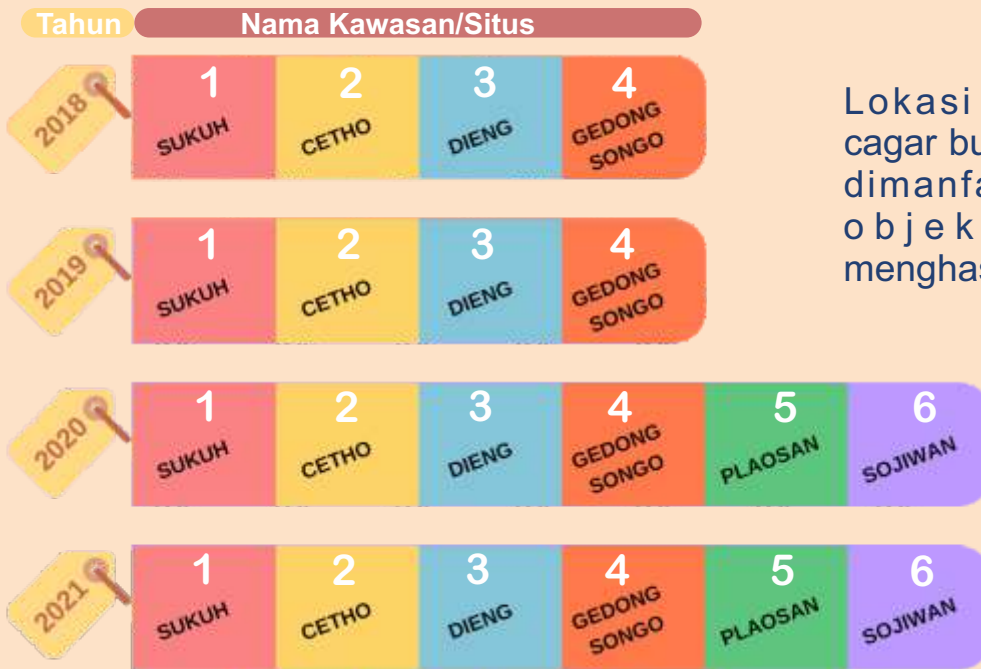 Tahun Nama Kawasan/Situs
2018
1 2 3 4
SUKUH CETHO DIENG GEDONG SONGO
Lokasi
cagar
dimanfa
objek
menghas
2019
1 2 3 4
SUKUH CETHO DIENG GEDONG SONGO
2020
1 2 3 4 5 6
SUKUH CETHO DIENG GEDONG SONGO PLAOSAN SOJIWAN
2021
1 2 3 4 5 6
SUKUH CETHO DIENG GEDONG SONGO PLAOSAN SOJIWAN